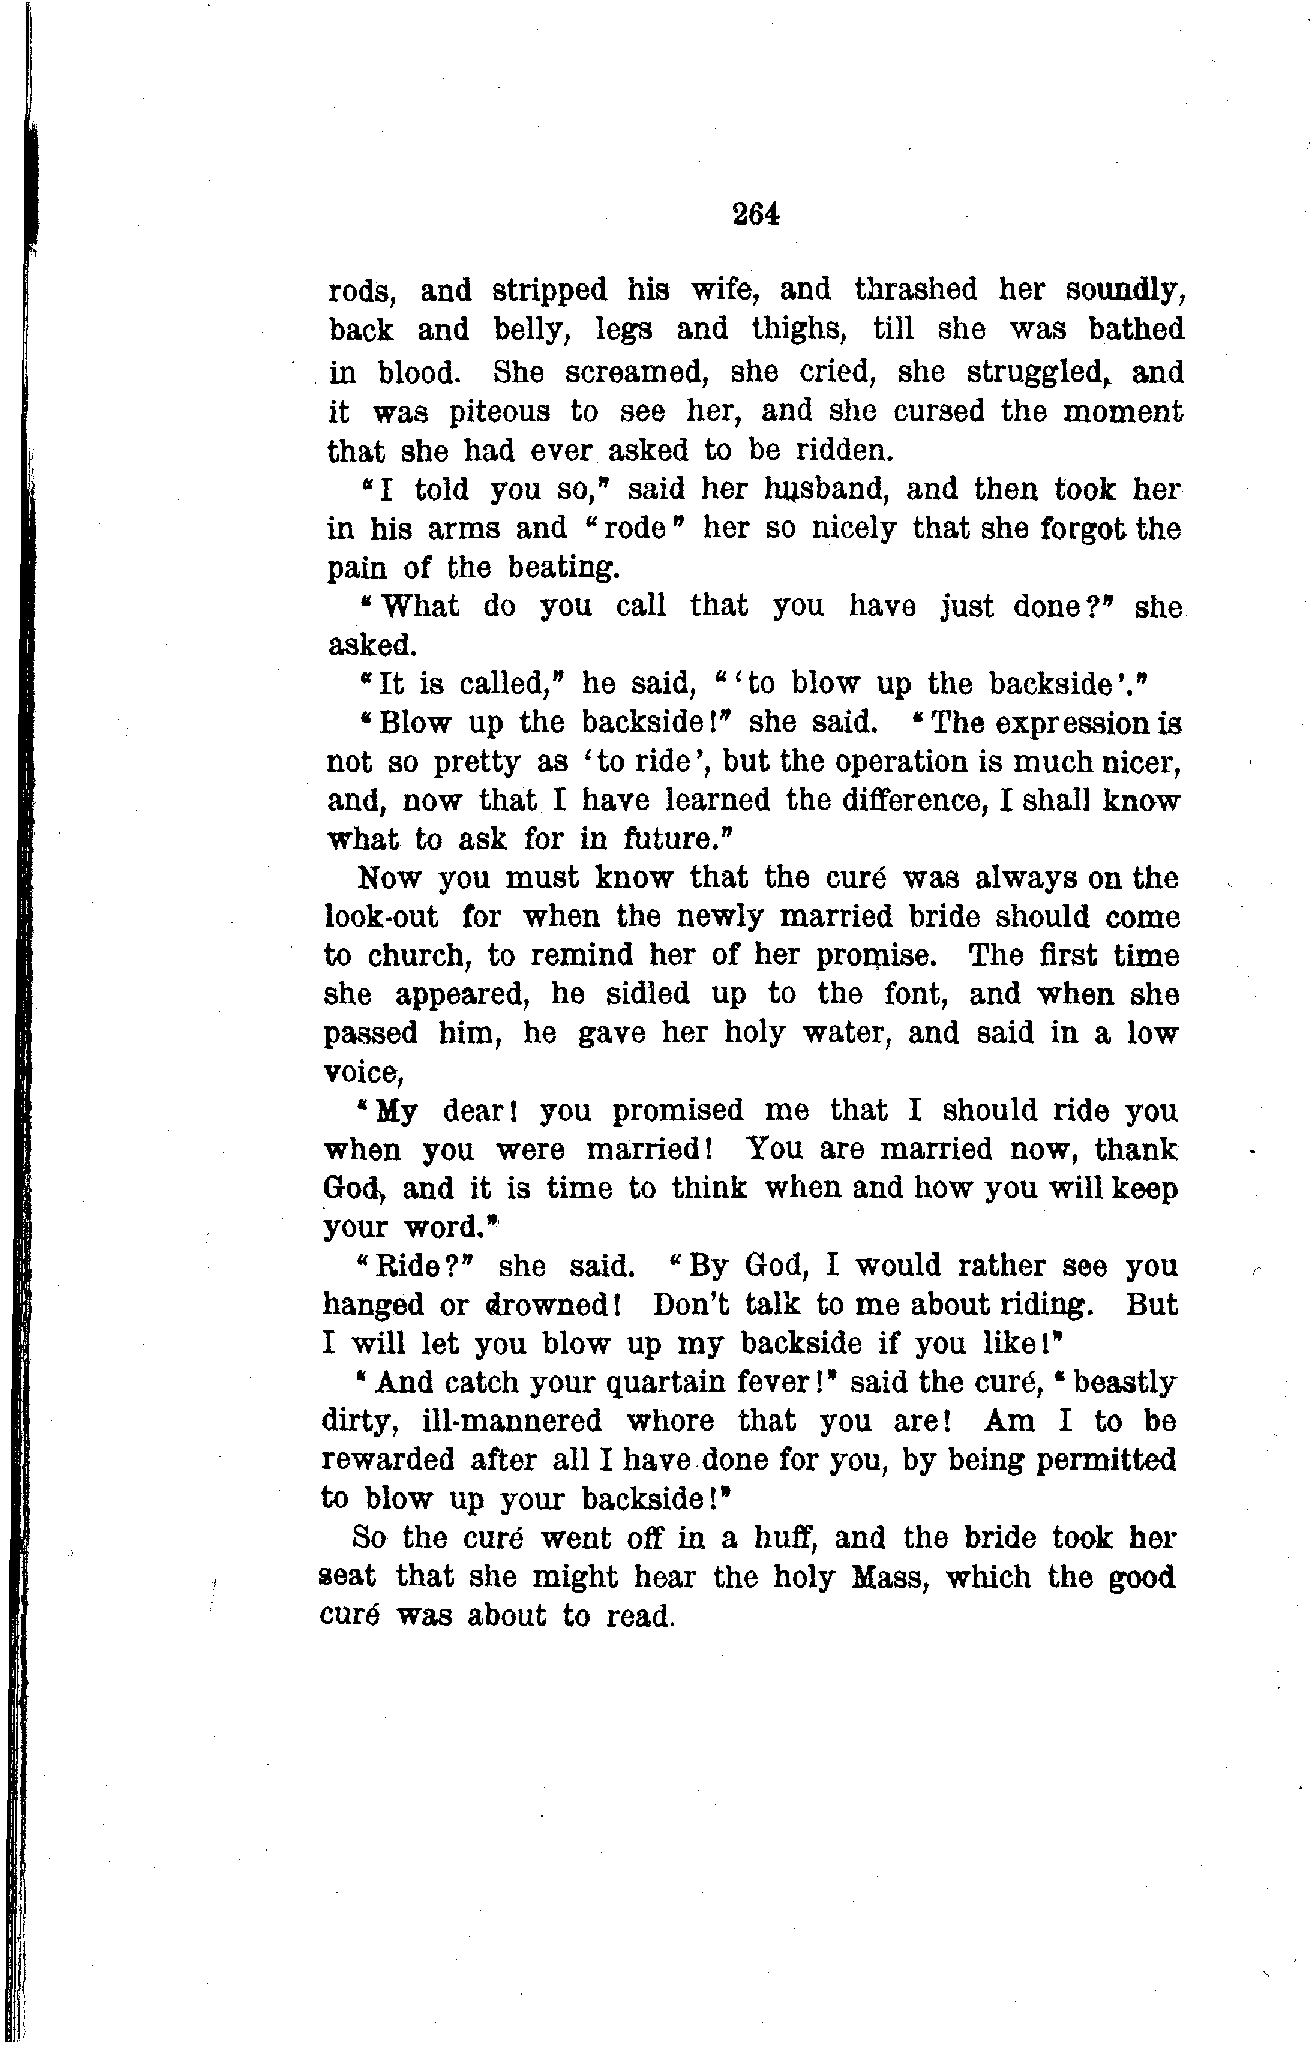 264
rods, and stripped his wife, and thrashed her soundly,
back and belly, legs and thighs, till she was bathed
in blood. She screamed, she cried, she struggled, and
it was piteous to see her, and she cursed the moment
that she had ever asked to be ridden.
“I told you so,” said her husband, and then took her
in his arms and “rode” her so nicely that she forgot the
pain of the beating.
“What do you call that you have just done?” she
asked.
“It is called,” he said, “‘to blow up the backside’.”
“Blow up the backside!” she said. “The expression is
not so pretty as ‘to ride’, but the operation is much nicer,
and, now that I have learned the difference, I shall know
what to ask for in future.”
Now you must know that the curé was always on the
look-out for when the newly married bride should come
to church, to remind her of her promise. The first time
she appeared, he sidled up to the font, and when she
passed him, he gave her holy water, and said in a low
voice,
“My dear! you promised me that I should ride you
when you were married! You are married now, thank
God, and it is time to think when and how you will keep
your word.”
“Ride?” she said. “By God, I would rather see you
hanged or drowned! Don't talk to me about riding. But
I will let you blow up my backside if you like!”
“And catch your quartain fever!” said the curé, “beastly
dirty, ill-mannered whore that you are! Am I to be
rewarded after all I have done for you, by being permitted
to blow up your backside!”
So the curé went off in a huff, and the bride took her
seat that she might hear the holy Mass, which the good
curé was about to read.